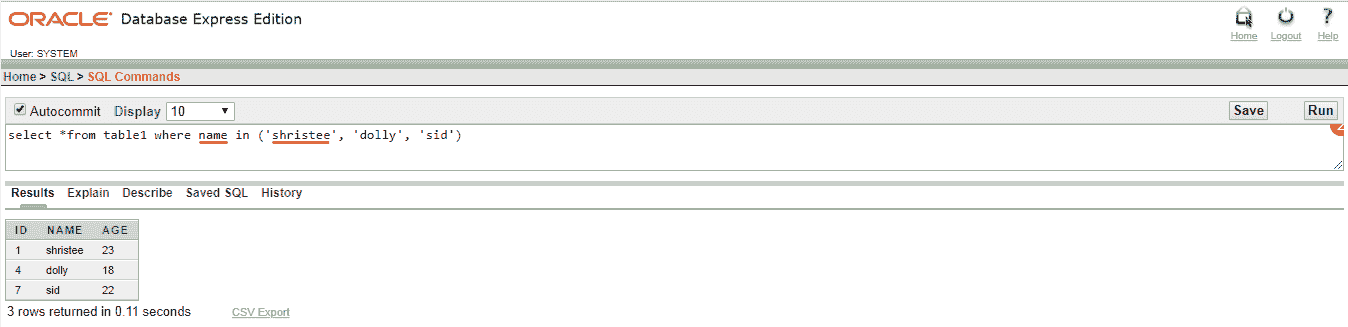 ORACLE Database Express Edition
Home Logout Help
User: SYSTEM
Home > SQL > SQL Commands
Autocommit Display 10 Save Run
select *from table1 where name in ('shristee', 'dolly', 'sid')
Results Explain Describe Saved SQL History
ID NAME AGE
1 shristee 23
4 dolly 18
7 sid 22
3 rows returned in 0.11 seconds CSV Export